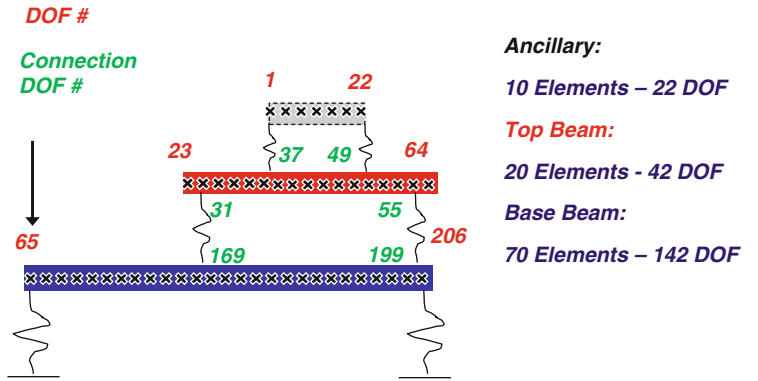 DOF #
Connection
DOF #
Ancillary:
10 Elements – 22 DOF
Top Beam:
20 Elements - 42 DOF
Base Beam:
70 Elements – 142 DOF
1 22
37 49
23 64
31 55
65 206
169 199